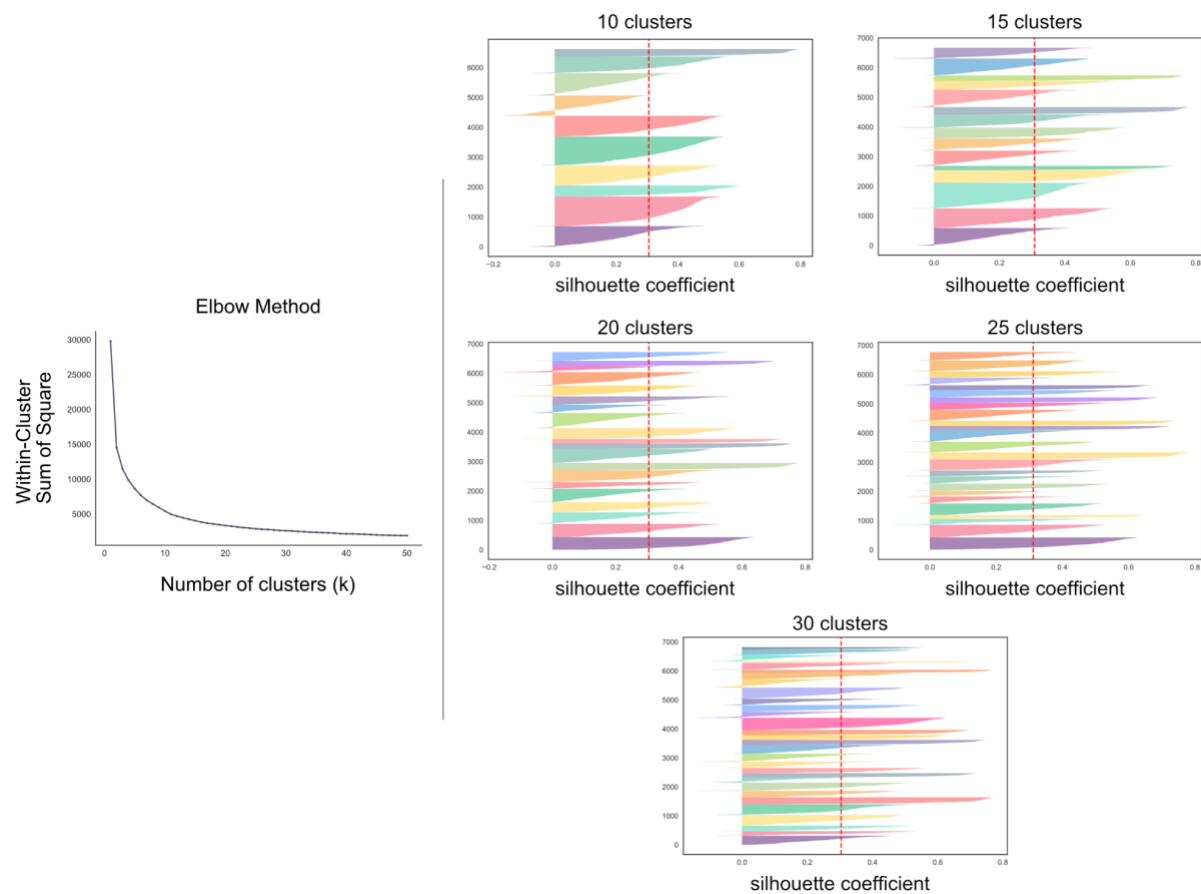 Elbow Method
Within-Cluster
Sum of Square
30000
25000
20000
15000
10000
5000
0 10 20 30 40 50
Number of clusters (k)
10 clusters
6000
5000
4000
3000
2000
1000
0
−0.2 0.0 0.2 0.4 0.6 0.8
silhouette coefficient
15 clusters
7000
6000
5000
4000
3000
2000
1000
0
0.0 0.2 0.4 0.6 0.8
silhouette coefficient
20 clusters
7000
6000
5000
4000
3000
2000
1000
0
−0.2 0.0 0.2 0.4 0.6 0.8
silhouette coefficient
25 clusters
7000
6000
5000
4000
3000
2000
1000
0
0.0 0.2 0.4 0.6 0.8
silhouette coefficient
30 clusters
7000
6000
5000
4000
3000
2000
1000
0
0.0 0.2 0.4 0.6 0.8
silhouette coefficient